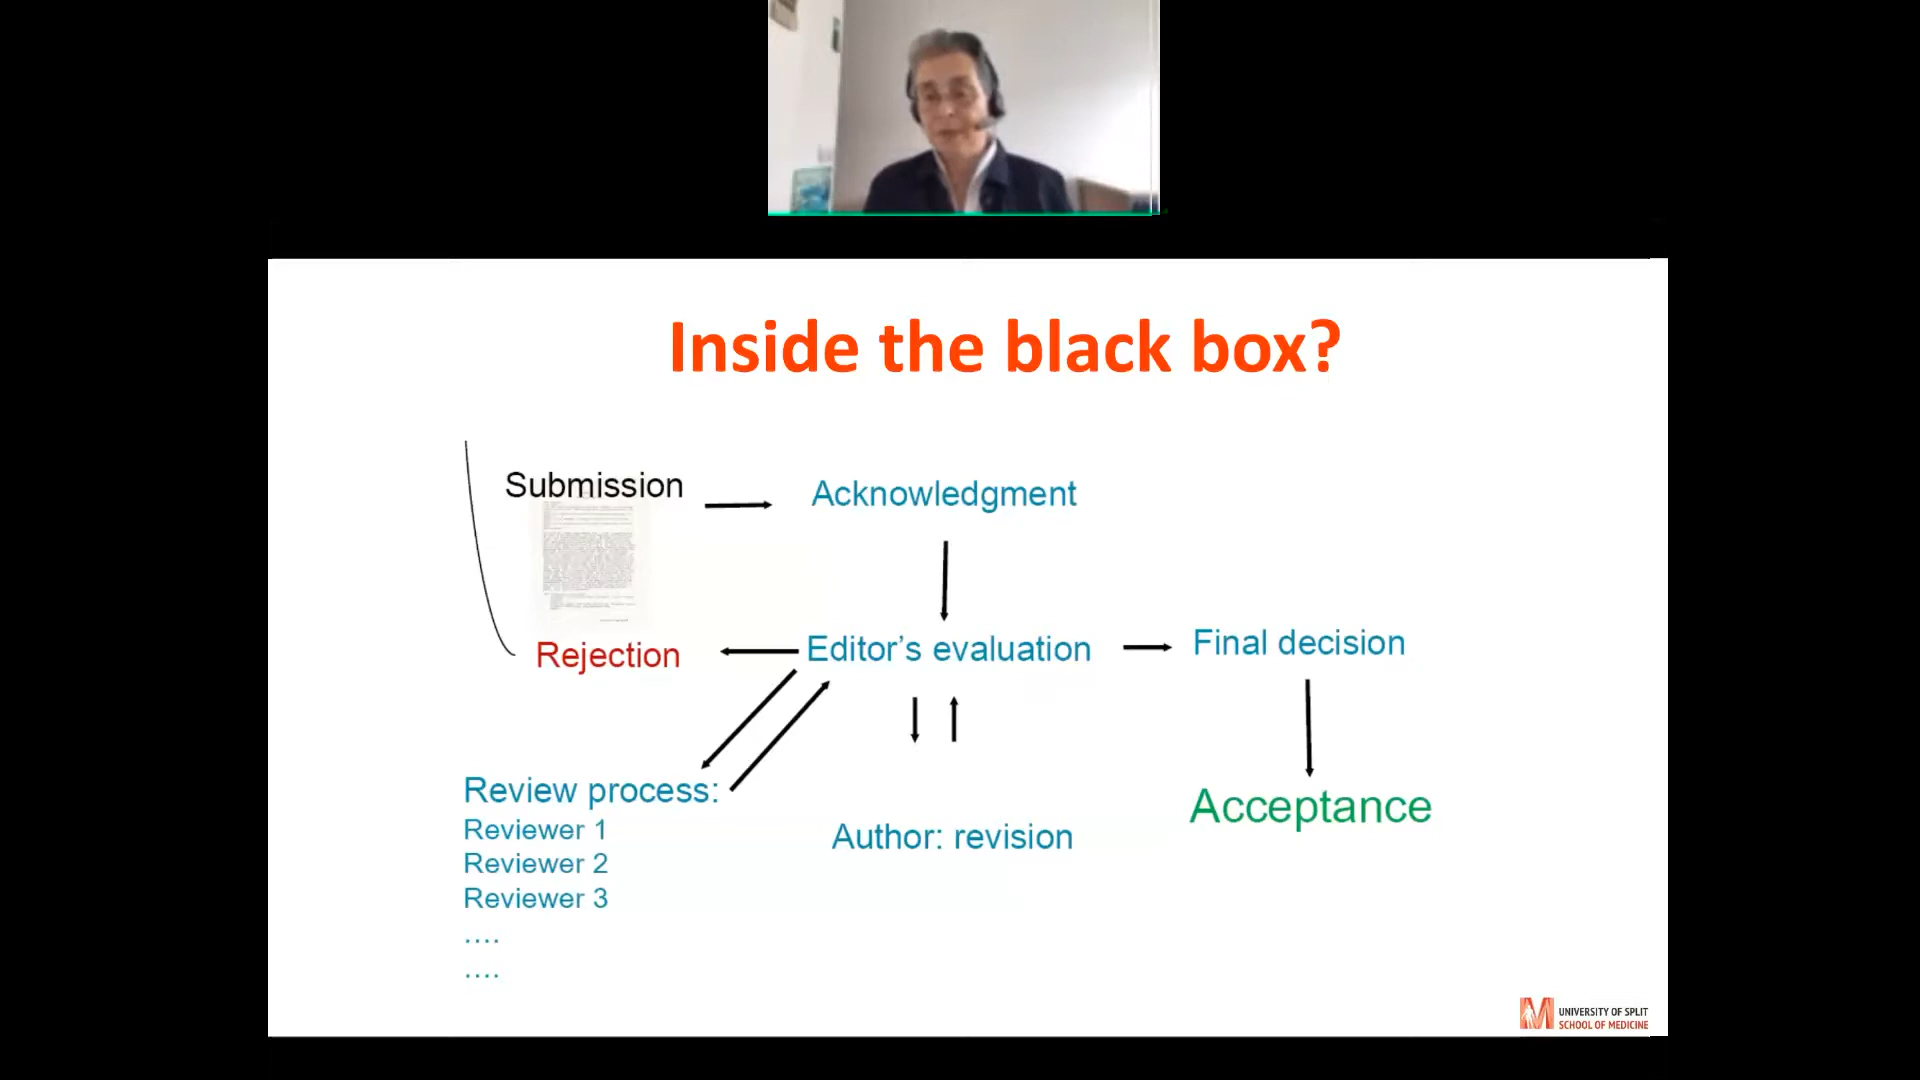 Inside the black box?
Submission
Acknowledgment
Rejection
Editor's evaluation
Final decision
Review process:
Reviewer 1
Reviewer 2
Reviewer 3
....
....
Author: revision
Acceptance
UNIVERSITY OF SPLIT
SCHOOL OF MEDICINE